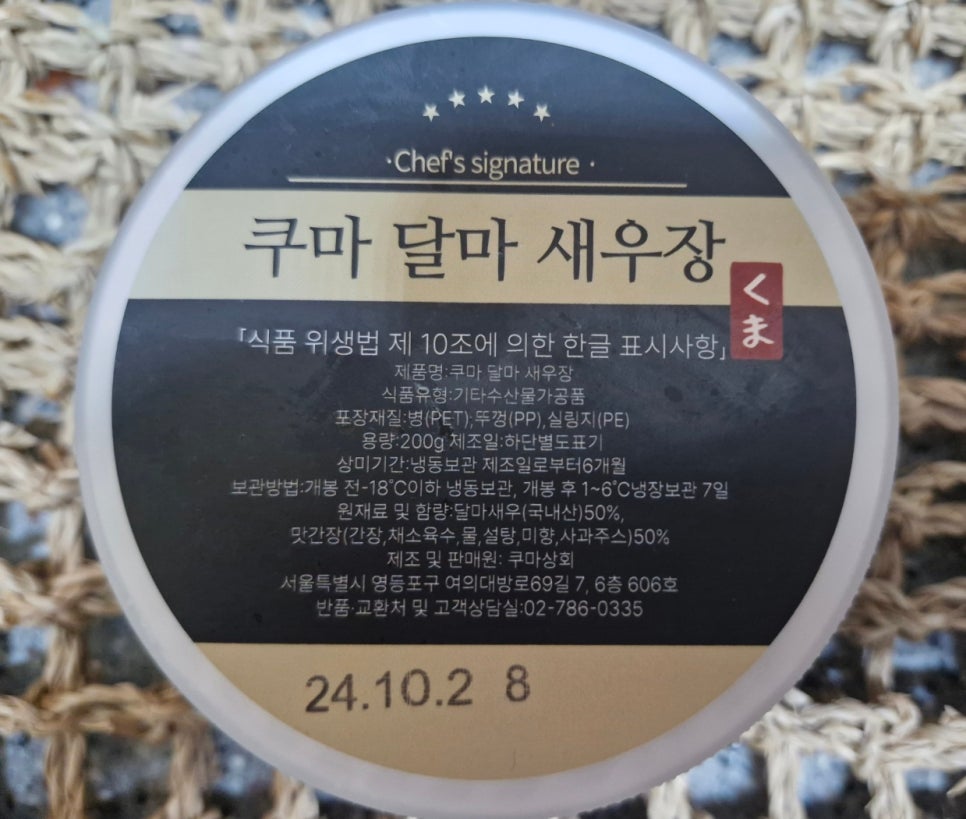 ·Chef's signature·
쿠마 달마 새우장
くま
「식품 위생법 제 10조에 의한 한글 표시사항」
제품명:쿠마 달마 새우장
식품유형:기타수산물가공품
포장재질:병(PET),뚜껑(PP),실링지(PE)
용량:200g 제조일:하단별도표기
상미기간:냉동보관 제조일로부터6개월
보관방법:개봉 전-18°C이하 냉동보관, 개봉 후 1~6°C냉장보관 7일
원재료 및 함량:달마새우(국내산)50%,
맛간장(간장,채소육수,물,설탕,미향,사과주스)50%
제조 및 판매원: 쿠마상회
서울특별시 영등포구 여의대방로69길 7, 6층 606호
반품·교환처 및 고객상담실:02-786-0335
24.10.2 8